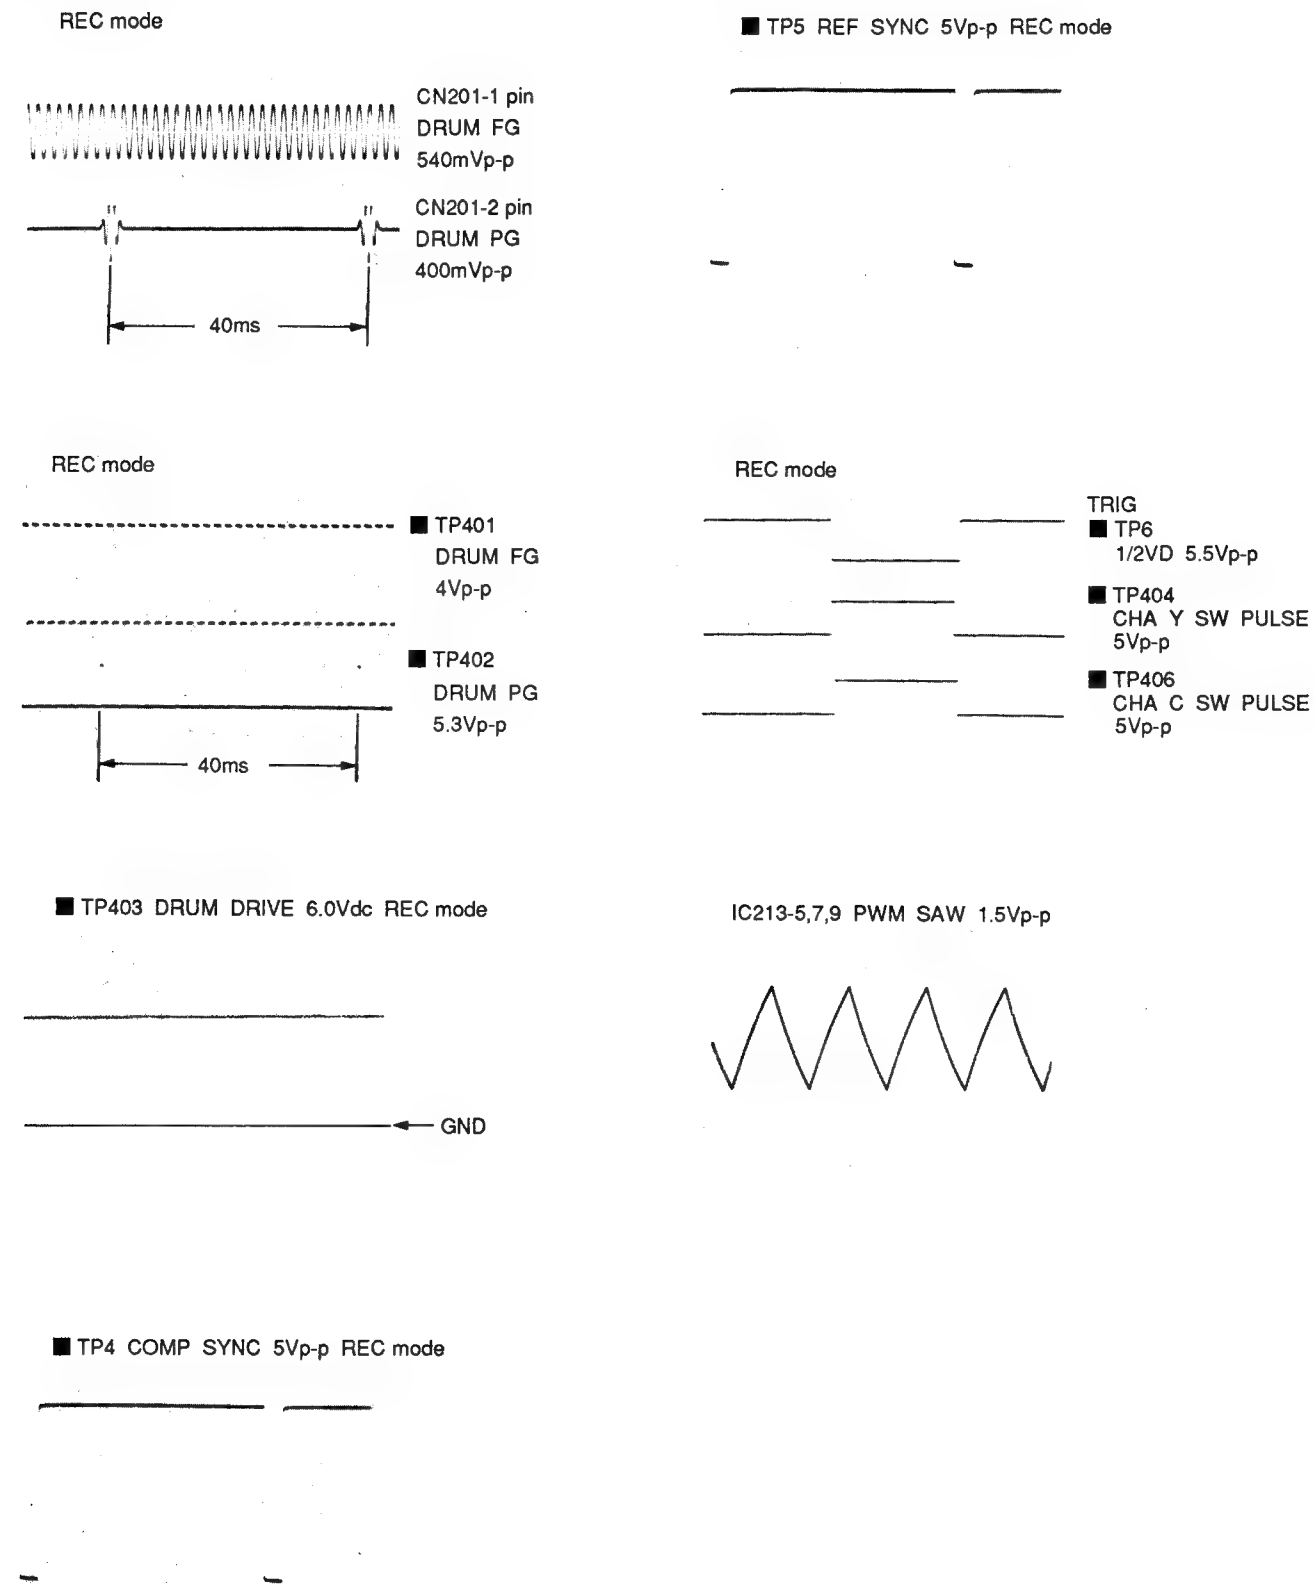 REC mode
CN201-1 pin
DRUM FG
540mVp-p
CN201-2 pin
DRUM PG
400mVp-p
40ms
REC mode
■ TP401
DRUM FG
4Vp-p
■ TP402
DRUM PG
5.3Vp-p
40ms
■ TP403 DRUM DRIVE 6.0Vdc REC mode
GND
■ TP4 COMP SYNC 5Vp-p REC mode
■ TP5 REF SYNC 5Vp-p REC mode
REC mode
TRIG
■ TP6
1/2VD 5.5Vp-p
■ TP404
CHA Y SW PULSE
5Vp-p
■ TP406
CHA C SW PULSE
5Vp-p
IC213-5,7,9 PWM SAW 1.5Vp-p